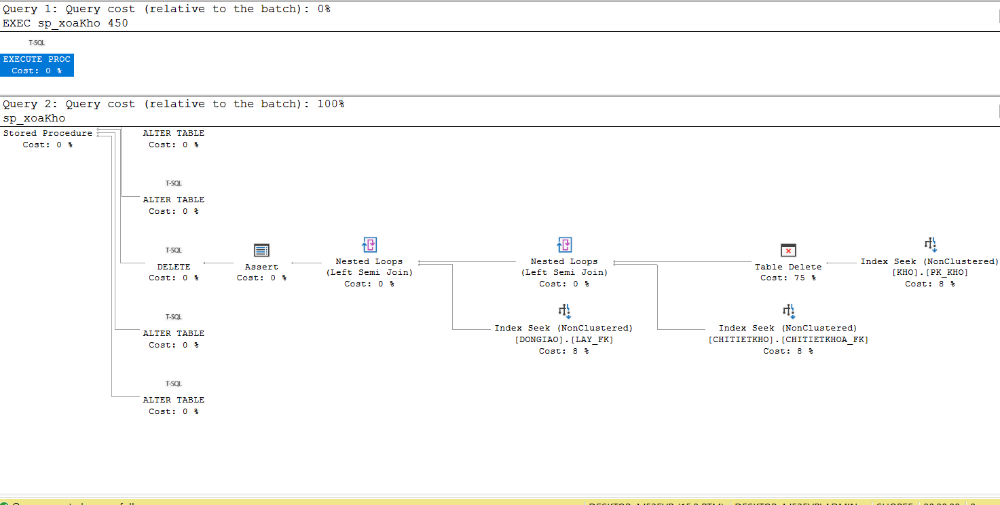 Query 1: Query cost (relative to the batch): 0%
EXEC sp_xoaKho 450
T-SQL
EXECUTE PROC
Cost: 0 %
Query 2: Query cost (relative to the batch): 100%
sp_xoaKho
Stored Procedure
Cost: 0 %
ALTER TABLE
Cost: 0 %
T-SQL
ALTER TABLE
Cost: 0 %
T-SQL
DELETE
Cost: 0 %
Assert
Cost: 0 %
Nested Loops
(Left Semi Join)
Cost: 0 %
Nested Loops
(Left Semi Join)
Cost: 0 %
Table Delete
Cost: 75 %
Index Seek (NonClustered)
[KHO].[PK_KHO]
Cost: 8 %
T-SQL
ALTER TABLE
Cost: 0 %
Index Seek (NonClustered)
[DONGIAO].[LAY_FK]
Cost: 8 %
Index Seek (NonClustered)
[CHITIETKHO].[CHITIETKHOA_FK]
Cost: 8 %
T-SQL
ALTER TABLE
Cost: 0 %